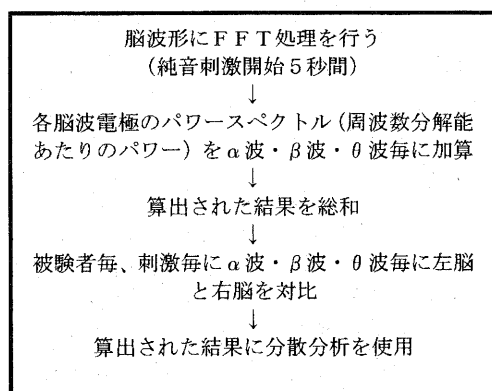 脳波形にＦＦＴ処理を行う
(純音刺激開始５秒間)
↓
各脳波電極のパワースペクトル(周波数分解能
あたりのパワー)をα波・β波・θ波毎に加算
↓
算出された結果を総和
↓
被験者毎、刺激毎にα波・β波・θ波毎に左脳
と右脳を対比
↓
算出された結果に分散分析を使用